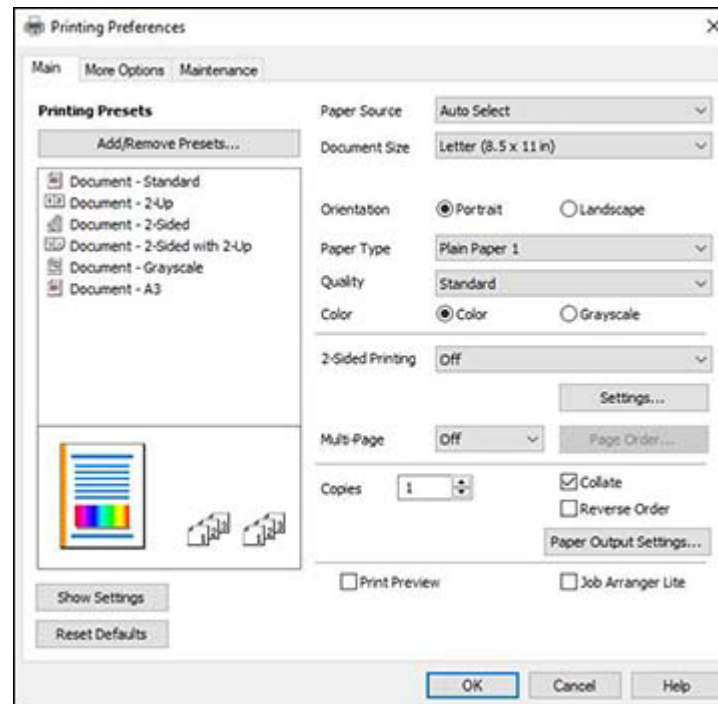 Printing Preferences
Main
More Options
Maintenance
Printing Presets
Add/Remove Presets...
Document - Standard
Document - 2-Up
Document - 2-Sided
Document - 2-Sided with 2-Up
Document - Grayscale
Document - A3
Show Settings
Reset Defaults
Paper Source
Auto Select
Document Size
Letter (8.5 x 11 in)
Orientation
Portrait
Landscape
Paper Type
Plain Paper 1
Quality
Standard
Color
Color
Grayscale
2-Sided Printing
Off
Settings...
Multi-Page
Off
Page Order...
Copies
1
Collate
Reverse Order
Paper Output Settings...
Print Preview
Job Arranger Lite
OK
Cancel
Help